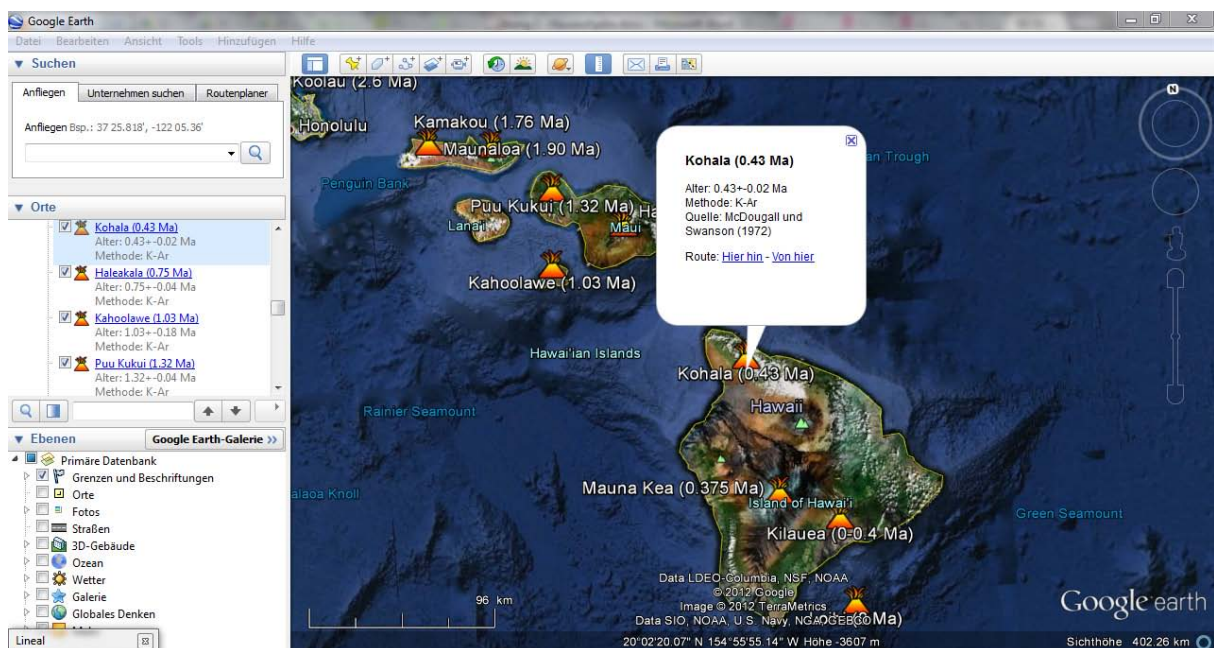 Google Earth
Datei Bearbeiten Ansicht Tools Hinzufügen Hilfe
Suchen
Anfliegen Unternehmen suchen Routenplaner
Anfliegen Bsp.: 37 25.818', -122 05.36'
Orte
Kohala (0.43 Ma)
Alter: 0.43+-0.02 Ma
Methode: K-Ar
Haleakala (0.75 Ma)
Alter: 0.75+-0.04 Ma
Methode: K-Ar
Kahoolawe (1.03 Ma)
Alter: 1.03+-0.18 Ma
Methode: K-Ar
Puu Kukui (1.32 Ma)
Alter: 1.32+-0.04 Ma
Methode: K-Ar
Ebenen Google Earth-Galerie »
Primäre Datenbank
Grenzen und Beschriftungen
Orte
Fotos
Straßen
3D-Gebäude
Ozean
Wetter
Galerie
Globales Denken
Lineal
Koolau (2.6 Ma)
Honolulu
Kamakou (1.76 Ma)
Maunaloa (1.90 Ma)
Penguin Bank
Puu Kukui (1.32 Ma) Ha
Lanai
Maui
Kahoolawe (1.03 Ma)
an Trough
Kohala (0.43 Ma)
Alter: 0.43+-0.02 Ma
Methode: K-Ar
Quelle: McDougall und
Swanson (1972)
Route: Hier hin - Von hier
N
Hawai'ian Islands
Kohala (0.43 Ma)
Rainier Seamount
Hawaii
alaoa Knoll
Mauna Kea (0.375 Ma)
Island of Hawai'i
Green Seamount
Kilauea (0-0.4 Ma)
96 km
Data LDEO-Columbia, NSF, NOAA
© 2012 Google
Image © 2012 TerraMetrics
Data SIO, NOAA, U.S. Navy, NGA, GEBCO
Ma)
Google earth
20°02'20.07" N 154°55'55.14" W Höhe -3607 m
Sichthöhe 402.26 km